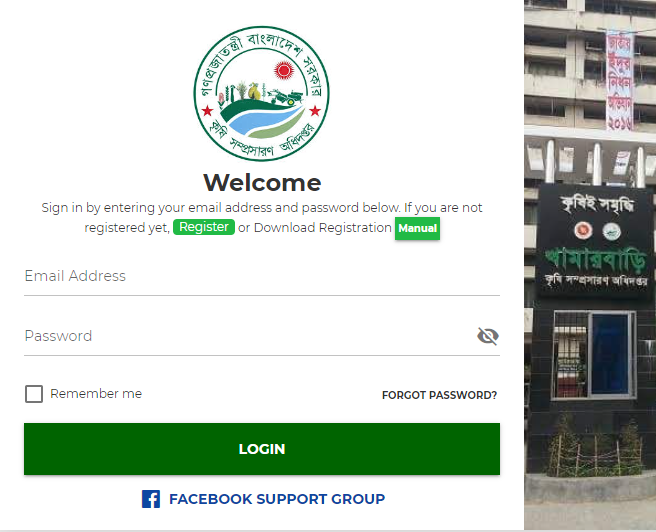 গণপ্রজাতন্ত্রী বাংলাদেশ সরকার
কৃষি সম্প্রসারণ অধিদপ্তর
Welcome
Sign in by entering your email address and password below. If you are not
registered yet, Register or Download Registration Manual
Email Address
Password
Remember me
FORGOT PASSWORD?
LOGIN
FACEBOOK SUPPORT GROUP
জাতীয়
ইঁদুর
নিধন
অভিযান
২০১৬
কৃষিই সমৃদ্ধি
খামারবাড়ি
কৃষি সম্প্রসারণ অধিদপ্তর